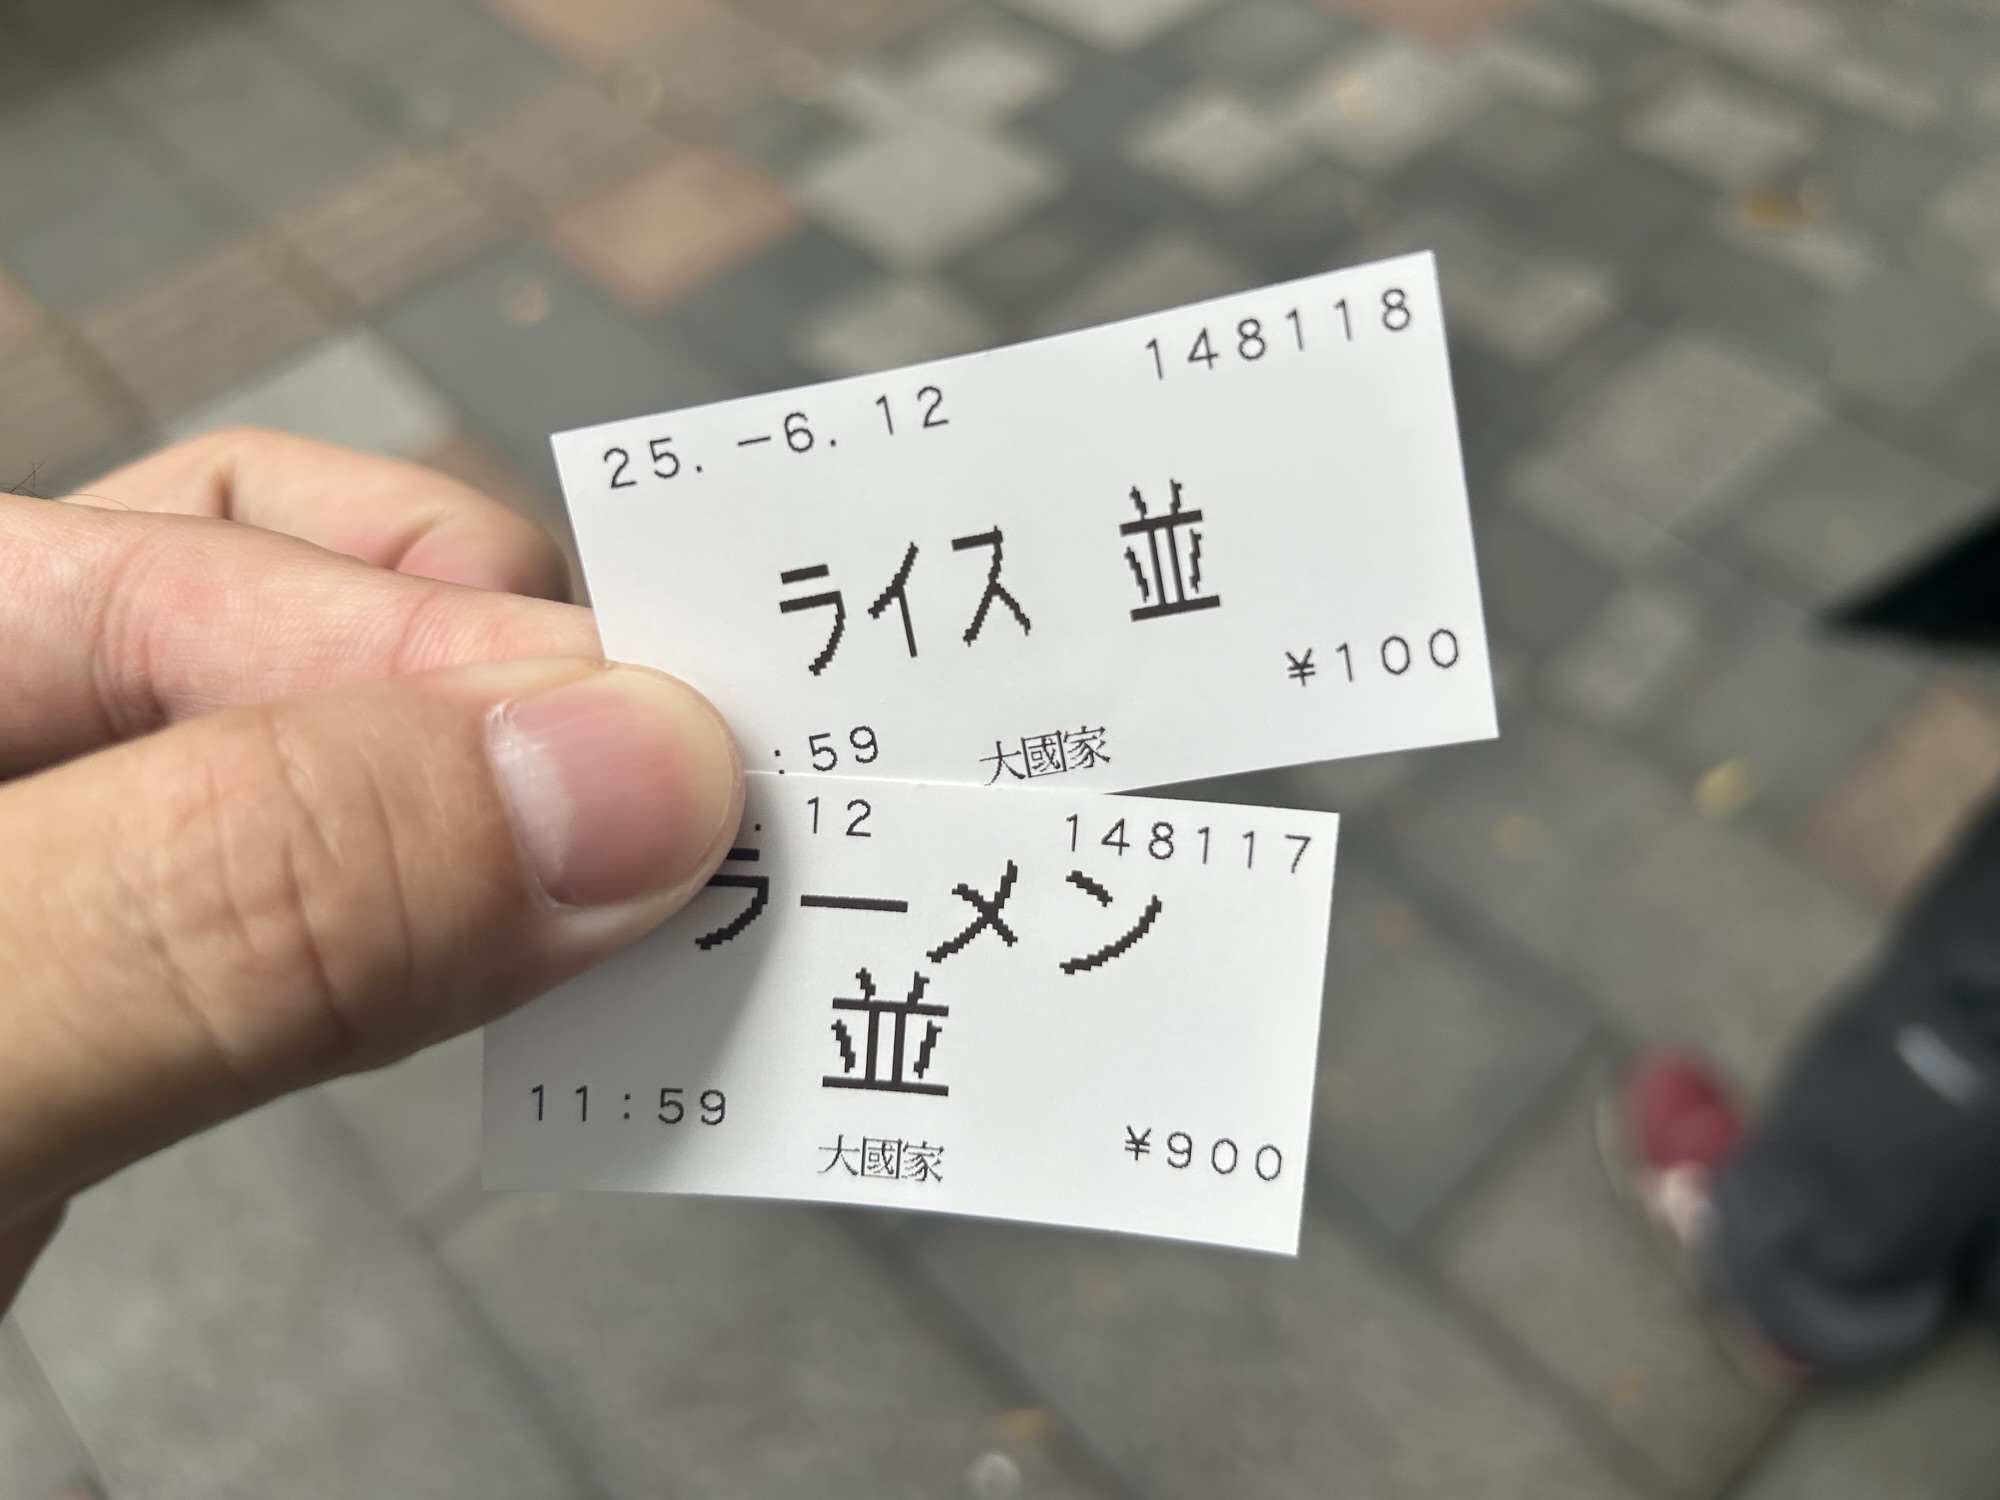 25.-6.12 148118
ライス 並
¥100
:59 大國家
.12 148117
ラーメン
並
11:59
大國家 ¥900